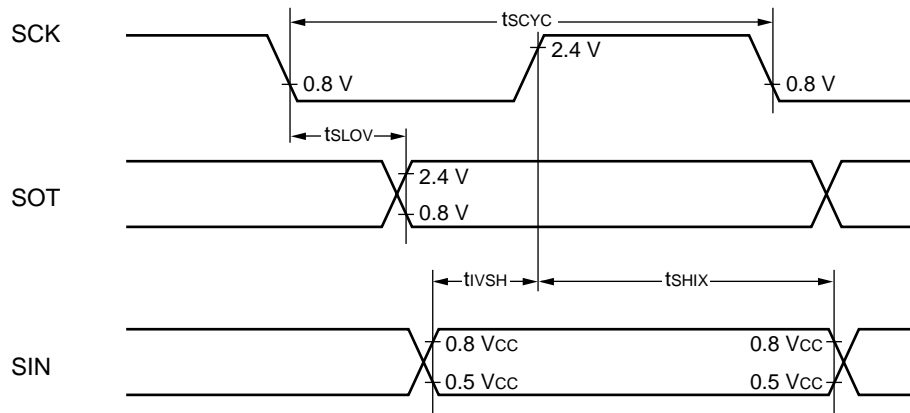 tSCYC
SCK
2.4 V
0.8 V
0.8 V
tSLOV
SOT
2.4 V
0.8 V
tIVSH
tSHIX
SIN
0.8 VCC
0.8 VCC
0.5 VCC
0.5 VCC